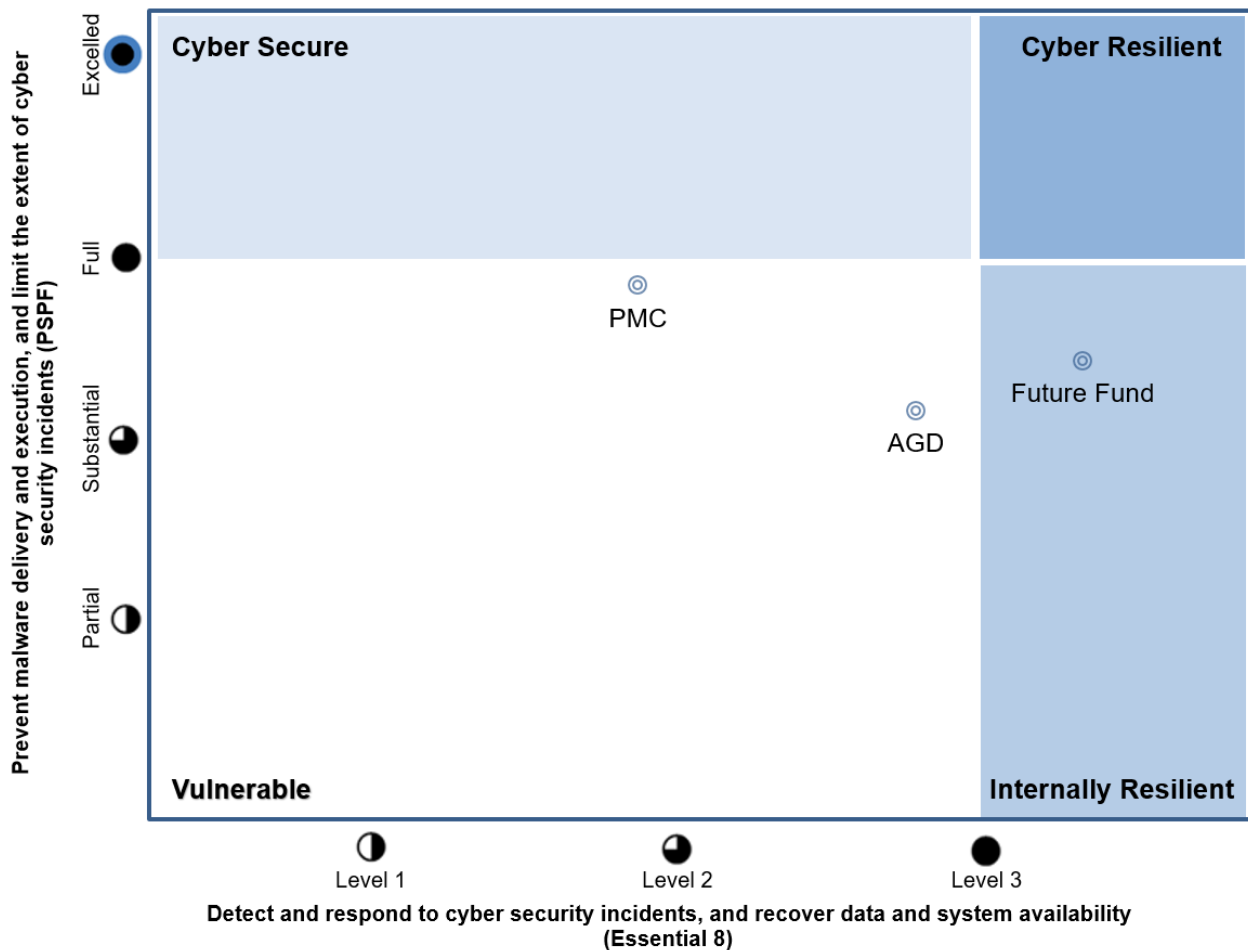 Prevent malware delivery and execution, and limit the extent of cyber
security incidents (PSPF)
Excelled
Full
Substantial
Partial
Cyber Secure
Cyber Resilient
PMC
Future Fund
AGD
Vulnerable
Internally Resilient
Level 1
Level 2
Level 3
Detect and respond to cyber security incidents, and recover data and system availability
(Essential 8)